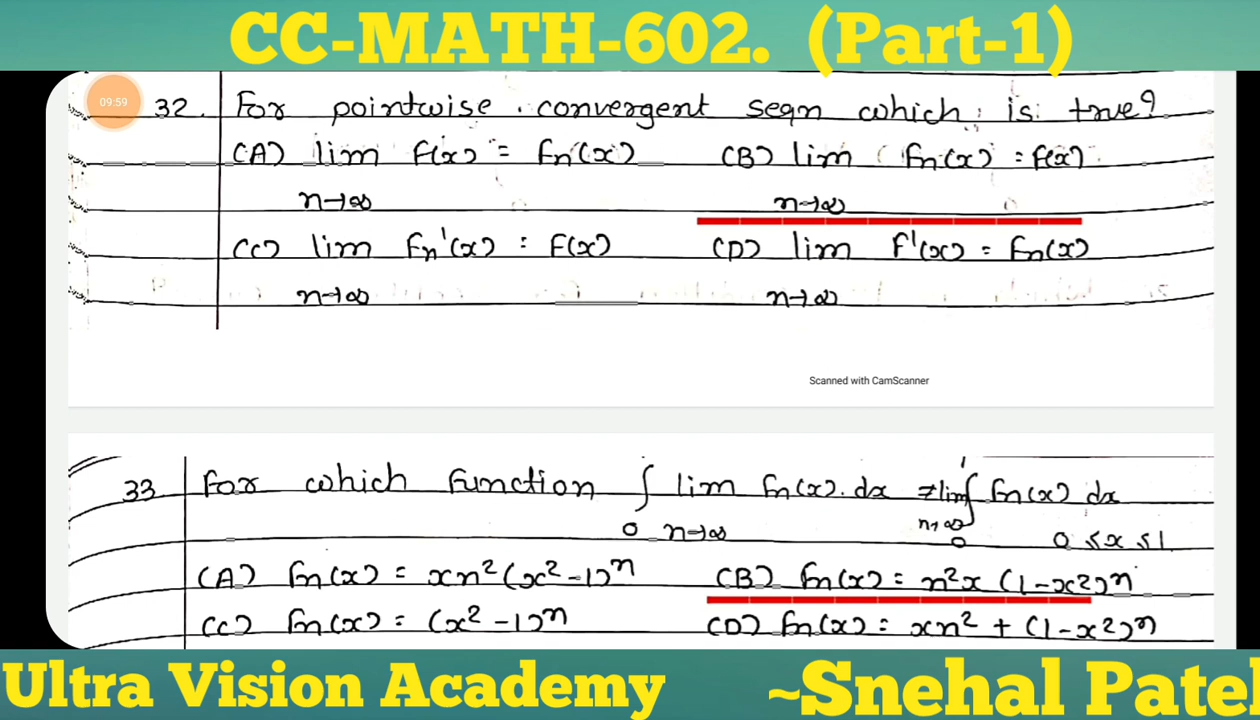 CC-MATH-602. (Part-1)
09:59
32. For pointwise convergent seqn which is true?
(A) lim f(x) = fn(x) (B) lim fn(x) = f(x)
n→∞ n→∞
(C) lim fn'(x) = f(x) (D) lim f'(x) = fn(x)
n→∞ n→∞
Scanned with CamScanner
33 For which function ∫ lim fn(x). dx ≠ lim ∫ fn(x) dx
0 n→∞ n→∞ 0 0≤x≤1
(A) fn(x) = xn²(x²-1)ⁿ (B) fn(x) = n²x (1-x²)ⁿ
(C) fn(x) = (x²-1)ⁿ (D) fn(x) = xn² + (1-x²)ⁿ
Ultra Vision Academy ~Snehal Patel